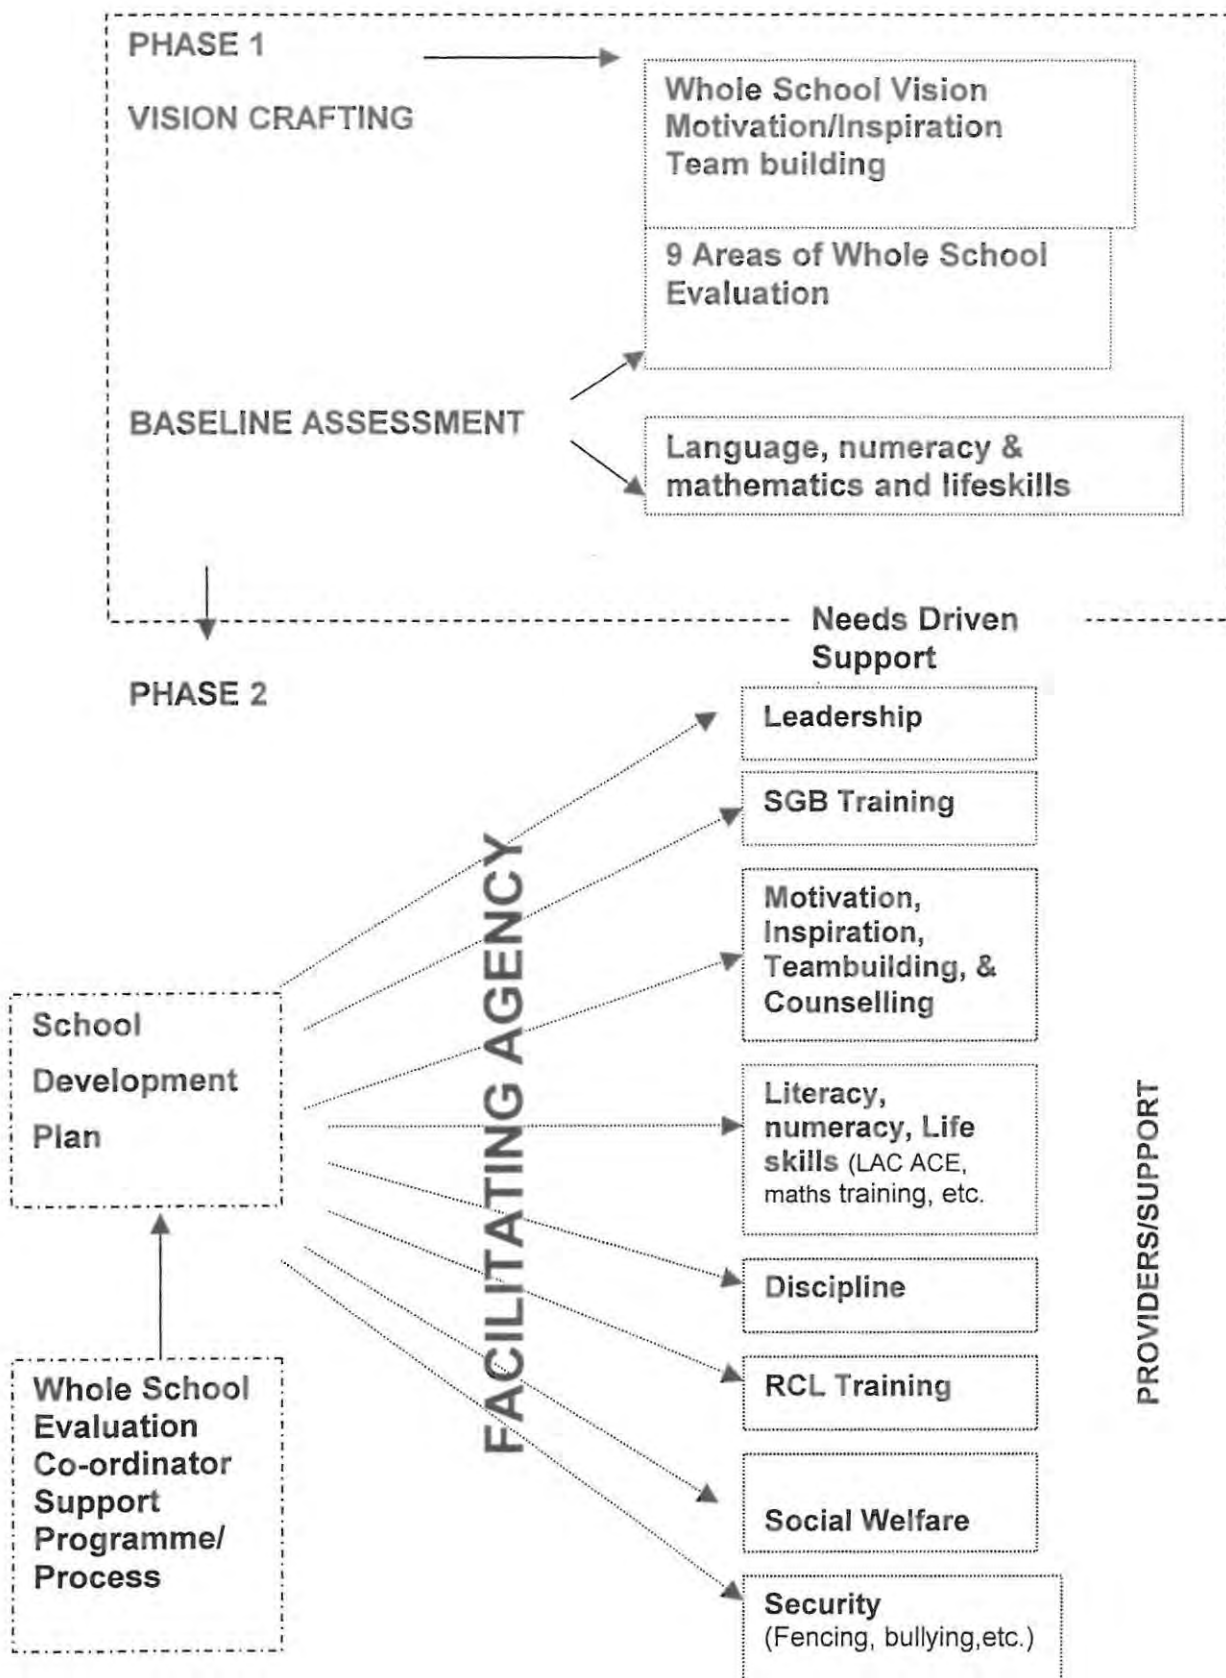 PHASE 1
VISION CRAFTING
Whole School Vision
Motivation/Inspiration
Team building
9 Areas of Whole School
Evaluation
BASELINE ASSESSMENT
Language, numeracy &
mathematics and lifeskills
Needs Driven
Support
PHASE 2
Leadership
SGB Training
Motivation,
Inspiration,
Teambuilding, &
Counselling
School
Development
Plan
FACILITATING AGENCY
Literacy,
numeracy, Life
skills (LAC ACE,
maths training, etc.
Discipline
RCL Training
Social Welfare
Security
(Fencing, bullying,etc.)
PROVIDERS/SUPPORT
Whole School
Evaluation
Co-ordinator
Support
Programme/
Process